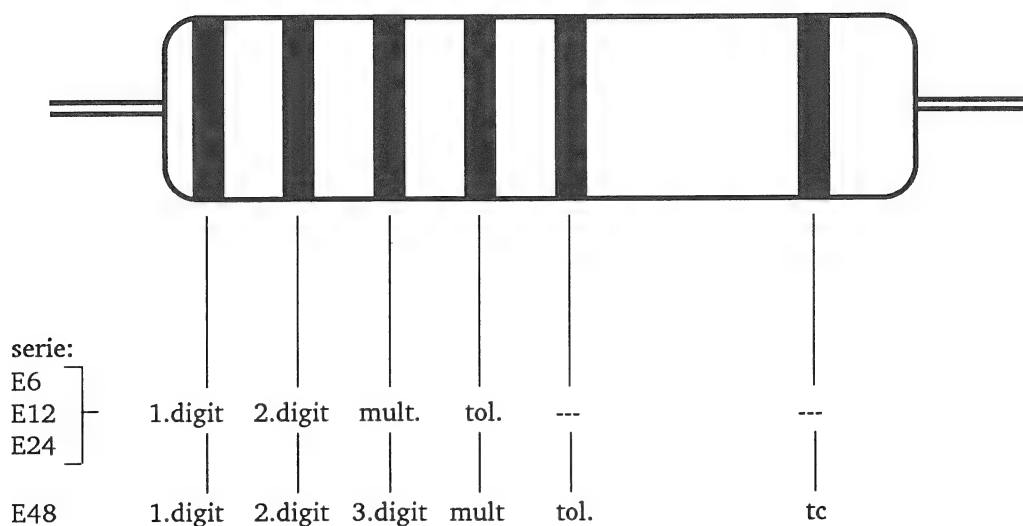 serie:
E6
E12 1.digit 2.digit mult. tol. --- ---
E24
E48 1.digit 2.digit 3.digit mult tol. tc